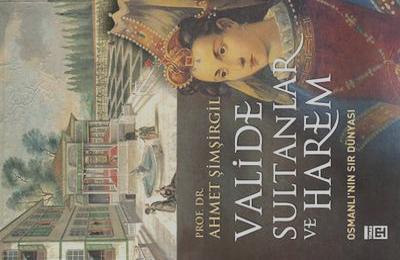 PROF. DR.
AHMET ŞİMŞİRGİL
VALİDE
SULTANLAR
VE HAREM
OSMANLI'NIN SIR DÜNYASI